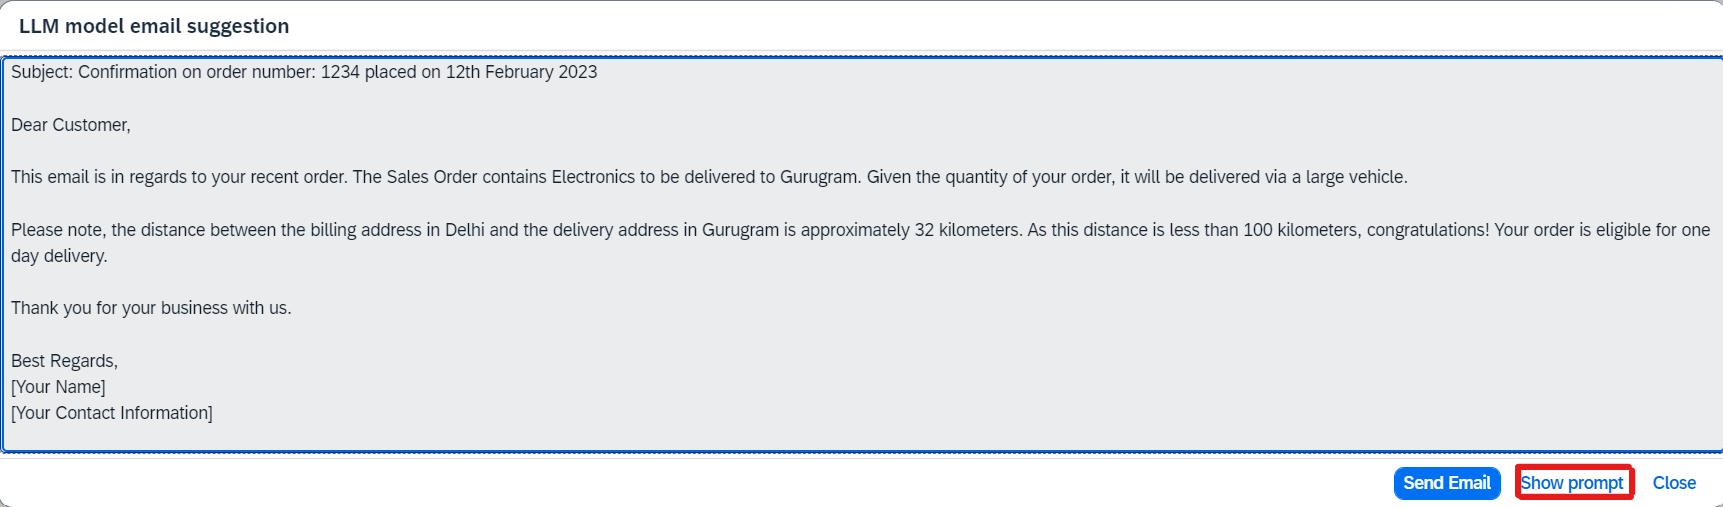 LLM model email suggestion
Subject: Confirmation on order number: 1234 placed on 12th February 2023
Dear Customer,
This email is in regards to your recent order. The Sales Order contains Electronics to be delivered to Gurugram. Given the quantity of your order, it will be delivered via a large vehicle.
Please note, the distance between the billing address in Delhi and the delivery address in Gurugram is approximately 32 kilometers. As this distance is less than 100 kilometers, congratulations! Your order is eligible for one
day delivery.
Thank you for your business with us.
Best Regards,
[Your Name]
[Your Contact Information]
Send Email Show prompt Close